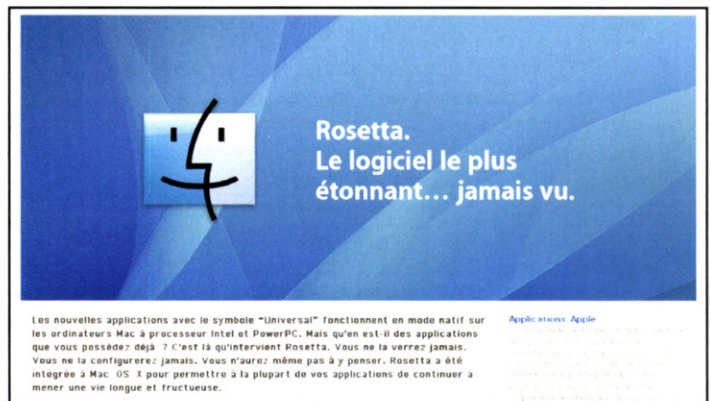 Rosetta.
Le logiciel le plus
étonnant... jamais vu.
Les nouvelles applications avec le symbole "Universal" fonctionnent en mode natif sur
les ordinateurs Mac à processeur Intel et PowerPC. Mais qu'en est-il des applications
que vous possédez déjà ? C'est là qu'intervient Rosetta. Vous ne la verrez jamais.
Vous ne la configurerez jamais. Vous n'aurez même pas à y penser. Rosetta a été
intégrée à Mac OS X pour permettre à la plupart de vos applications de continuer à
mener une vie longue et fructueuse.
Applications Apple